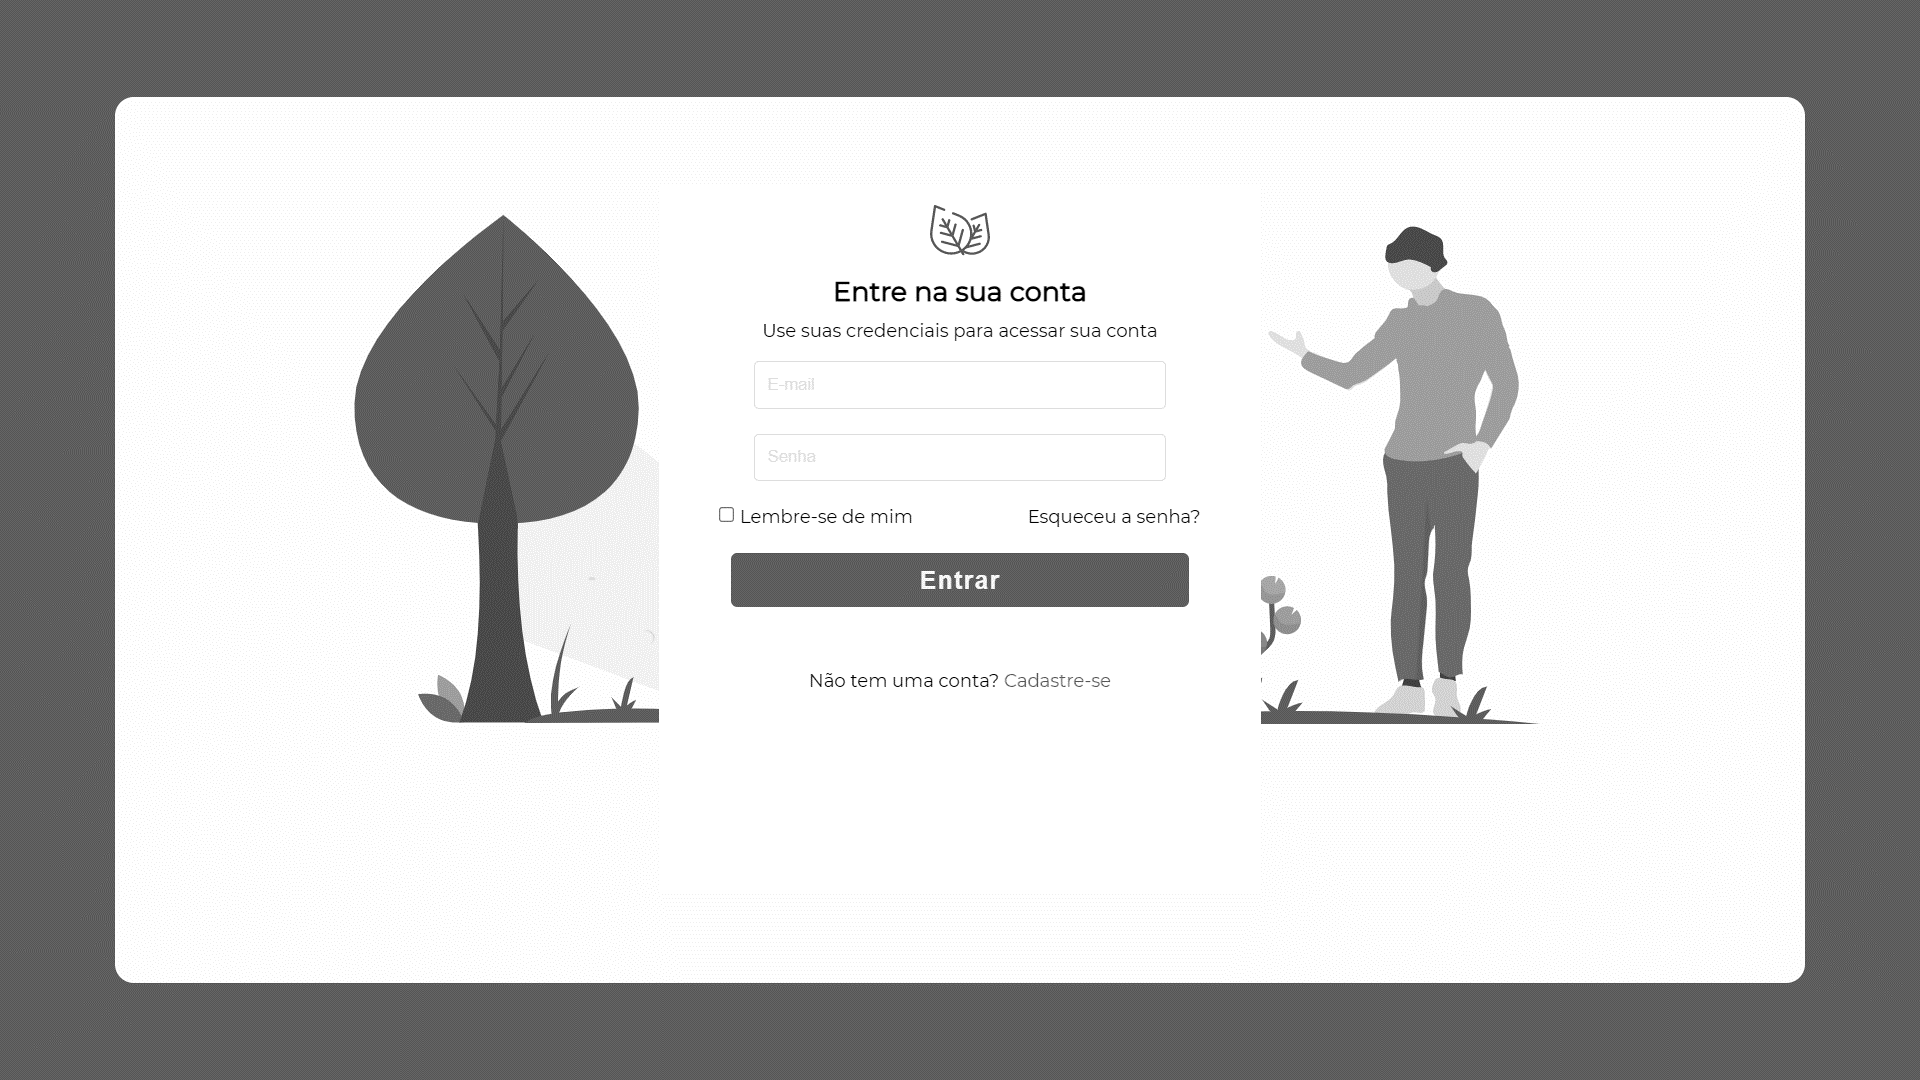 Entre na sua conta
Use suas credenciais para acessar sua conta
E-mail
Senha
Lembre-se de mim Esqueceu a senha?
Entrar
Não tem uma conta? Cadastre-se